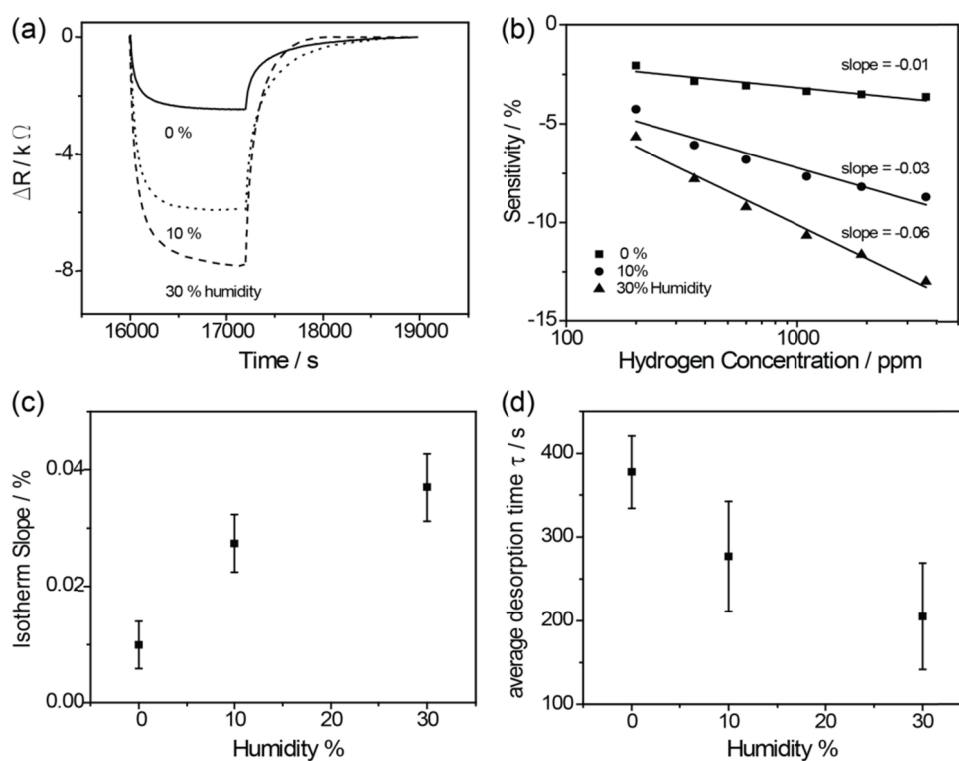 (a)
0
-4
-8
ΔR / k Ω
0 %
10 %
30 % humidity
16000 17000 18000 19000
Time / s
(b)
0
-5
-10
-15
Sensitivity / %
slope = -0.01
slope = -0.03
slope = -0.06
0 %
10%
30% Humidity
100 1000
Hydrogen Concentration / ppm
(c)
0.04
0.02
0.00
Isotherm Slope / %
0 10 20 30
Humidity %
(d)
400
300
200
100
average desorption time τ / s
0 10 20 30
Humidity %